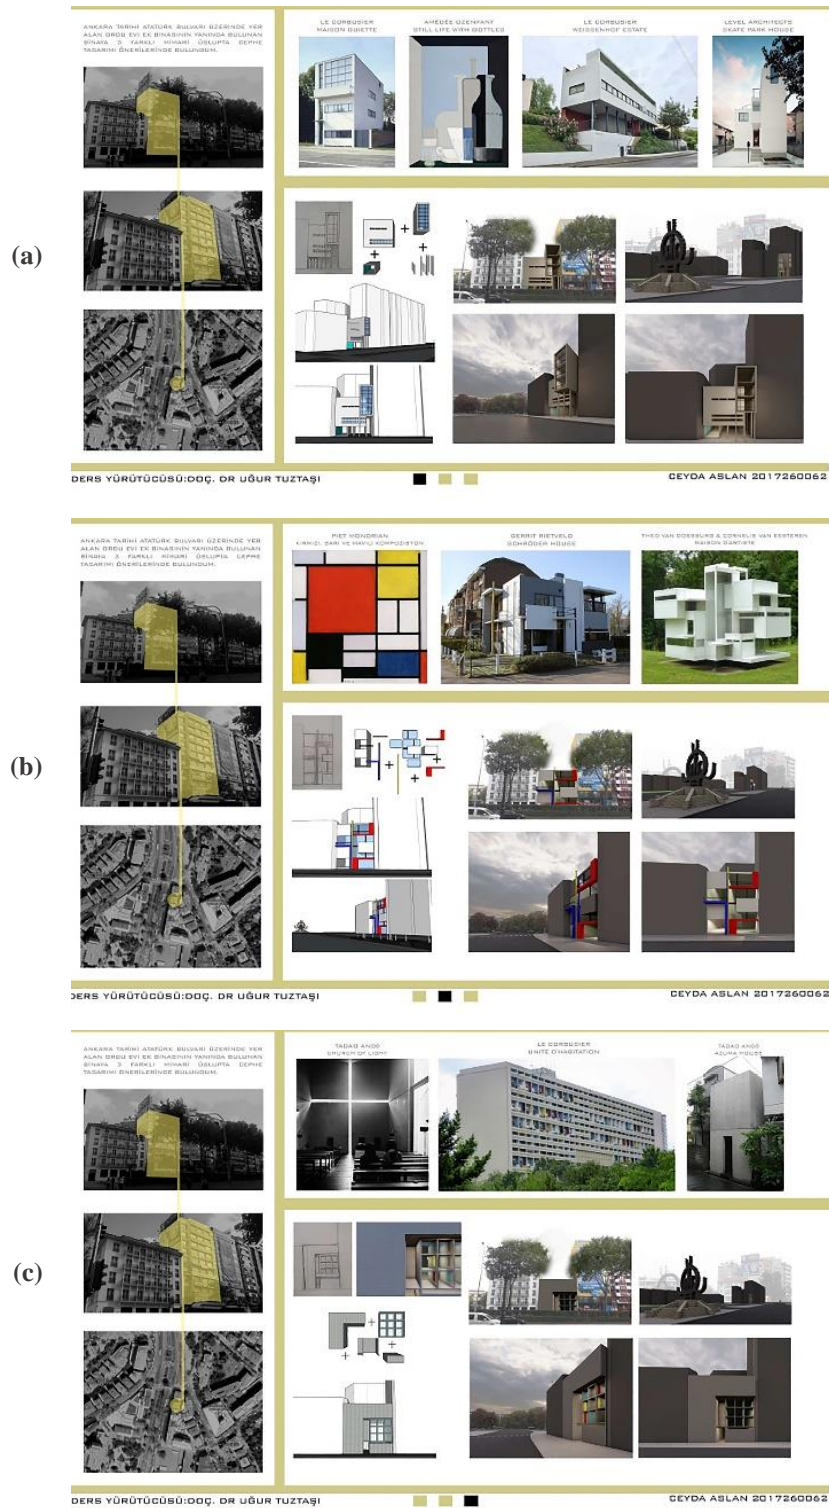 (a)
ANKARA TARİHİ ATATÜRK BULVARI ÜZERİNDE YER
ALAN ORDU EVİ EK BİNASININ YANINDA BULUNAN
BİNAYA 3 FARKLI MİMARİ ÜSLUPTA CEPHE
TASARIMI ÖNERİLERİNDE BULUNDUM.
LE CORBUSIER
MAISON GUIETTE
AMÉDÉE OZENFANT
STILL LIFE WITH BOTTLES
LE CORBUSIER
WEISSENHOF ESTATE
LEVEL ARCHITECTS
SKATE PARK HOUSE
DERS YÜRÜTÜCÜSÜ:DOÇ. DR UĞUR TUZTAŞI
CEYDA ASLAN 2017260062
(b)
ANKARA TARİHİ ATATÜRK BULVARI ÜZERİNDE YER
ALAN ORDU EVİ EK BİNASININ YANINDA BULUNAN
BİNAYA 3 FARKLI MİMARİ ÜSLUPTA CEPHE
TASARIMI ÖNERİLERİNDE BULUNDUM.
PIET MONDRIAN
KIRMIZI, SARI VE MAVİLİ KOMPOZİSYON
GERRIT RIETVELD
SCHRÖDER HOUSE
THEO VAN DOESBURG & CORNELIS VAN EESTEREN
MAISON D'ARTISTE
DERS YÜRÜTÜCÜSÜ:DOÇ. DR UĞUR TUZTAŞI
CEYDA ASLAN 2017260062
(c)
ANKARA TARİHİ ATATÜRK BULVARI ÜZERİNDE YER
ALAN ORDU EVİ EK BİNASININ YANINDA BULUNAN
BİNAYA 3 FARKLI MİMARİ ÜSLUPTA CEPHE
TASARIMI ÖNERİLERİNDE BULUNDUM.
TADAO ANDO
CHURCH OF LIGHT
LE CORBUSIER
UNITÉ D'HABITATION
TADAO ANDO
AZUMA HOUSE
DERS YÜRÜTÜCÜSÜ:DOÇ. DR UĞUR TUZTAŞI
CEYDA ASLAN 2017260062